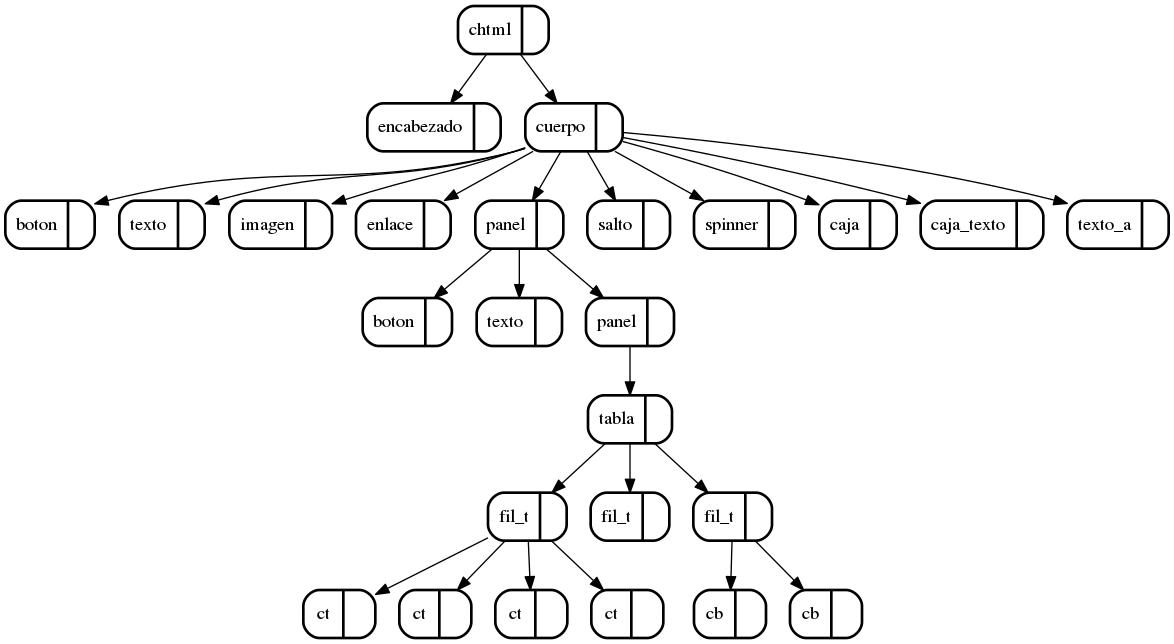 chtml
encabezado
cuerpo
boton
texto
imagen
enlace
panel
salto
spinner
caja
caja_texto
texto_a
boton
texto
panel
tabla
fil_t
fil_t
fil_t
ct
ct
ct
ct
cb
cb